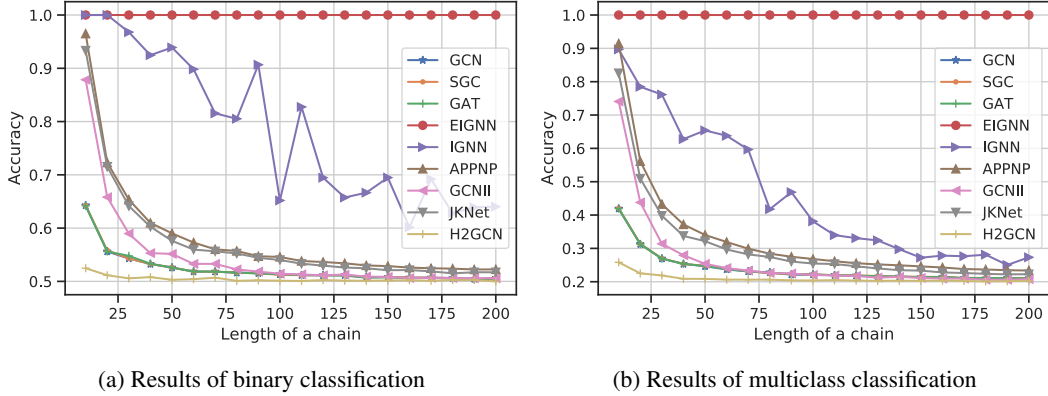 Accuracy
1.0
0.9
0.8
0.7
0.6
0.5
25 50 75 100 125 150 175 200
Length of a chain
GCN
SGC
GAT
EIGNN
IGNN
APPNP
GCNII
JKNet
H2GCN
(a) Results of binary classification
Accuracy
1.0
0.9
0.8
0.7
0.6
0.5
0.4
0.3
0.2
25 50 75 100 125 150 175 200
Length of a chain
GCN
SGC
GAT
EIGNN
IGNN
APPNP
GCNII
JKNet
H2GCN
(b) Results of multiclass classification